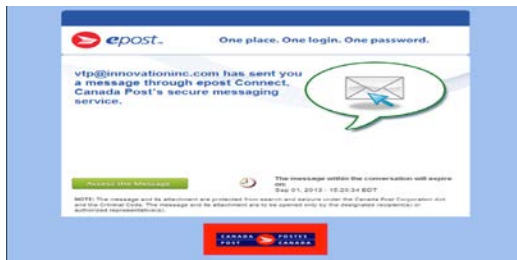 epost™ One place. One login. One password.
vtp@innovationinc.com has sent you
a message through epost Connect,
Canada Post's secure messaging
service.
Access the Message
The message within the conversation will expire
on:
Sep 01, 2013 - 15:20:34 EDT
NOTE: The message and its attachment are protected from search and seizure under the Canada Post Corporation Act
and the Criminal Code. The message and its attachment are to be opened only by the designated recipient(s) or
authorized representative(s).
CANADA POSTES
POST CANADA